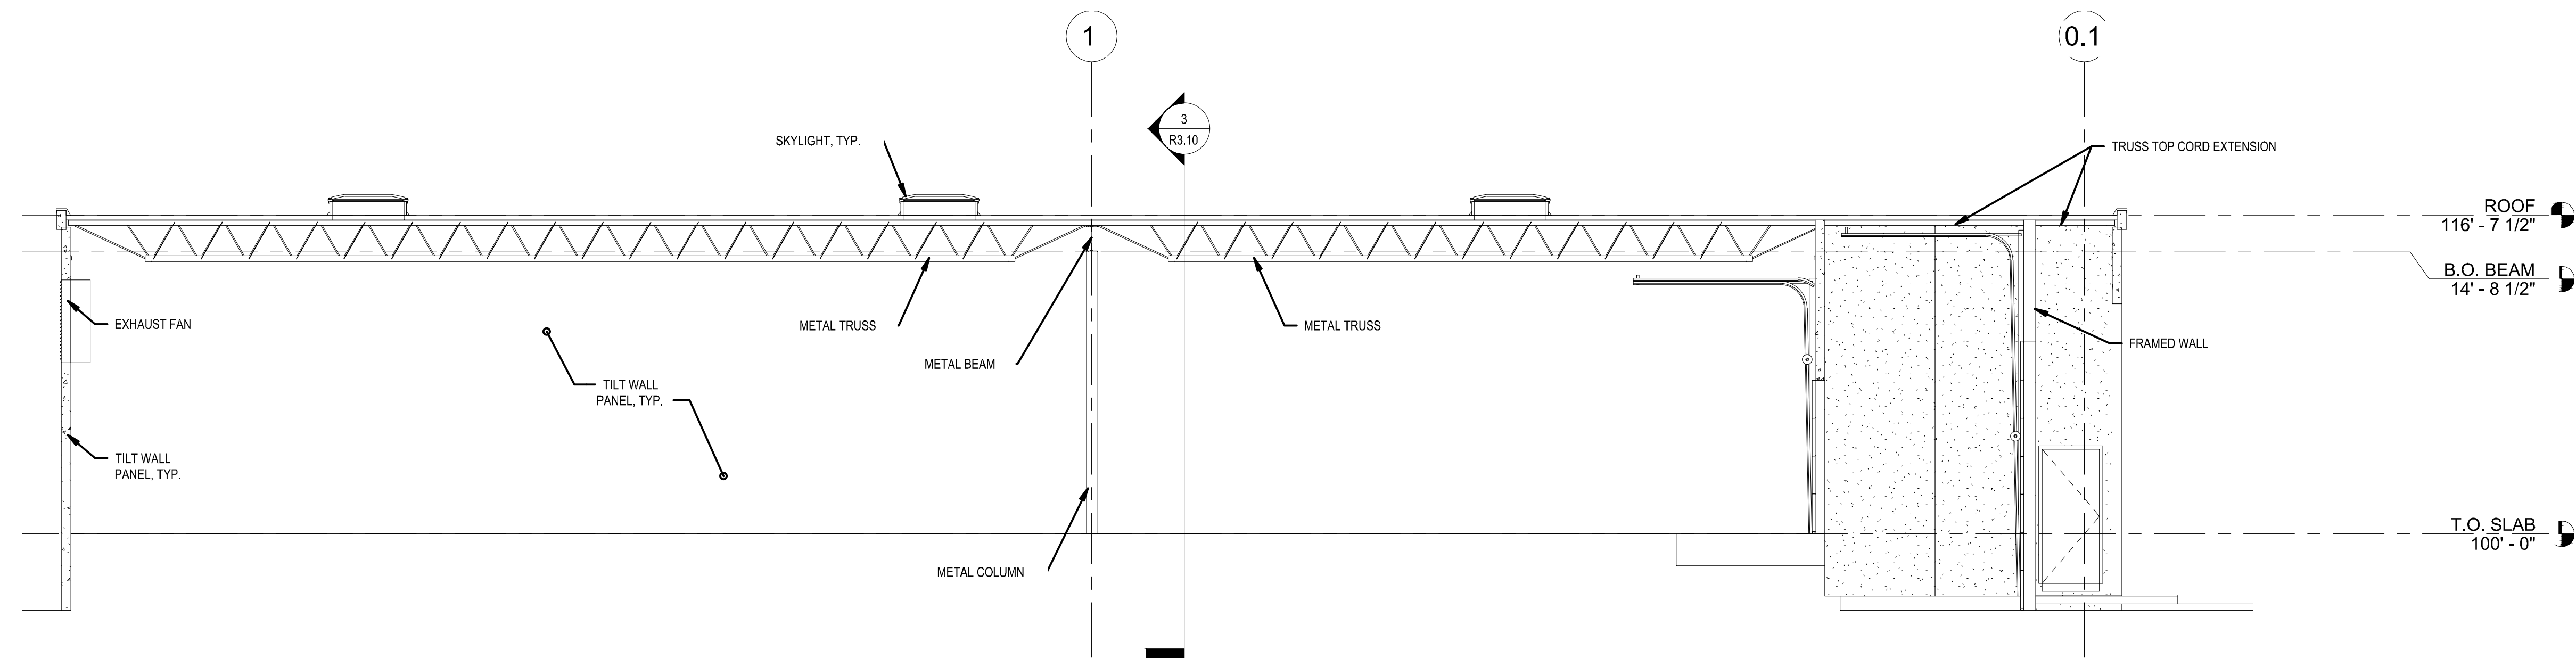 1
0.1
3
R3.10
SKYLIGHT, TYP.
TRUSS TOP CORD EXTENSION
ROOF
116' - 7 1/2"
B.O. BEAM
14' - 8 1/2"
EXHAUST FAN
METAL TRUSS
METAL TRUSS
FRAMED WALL
METAL BEAM
TILT WALL
PANEL, TYP.
TILT WALL
PANEL, TYP.
T.O. SLAB
100' - 0"
METAL COLUMN